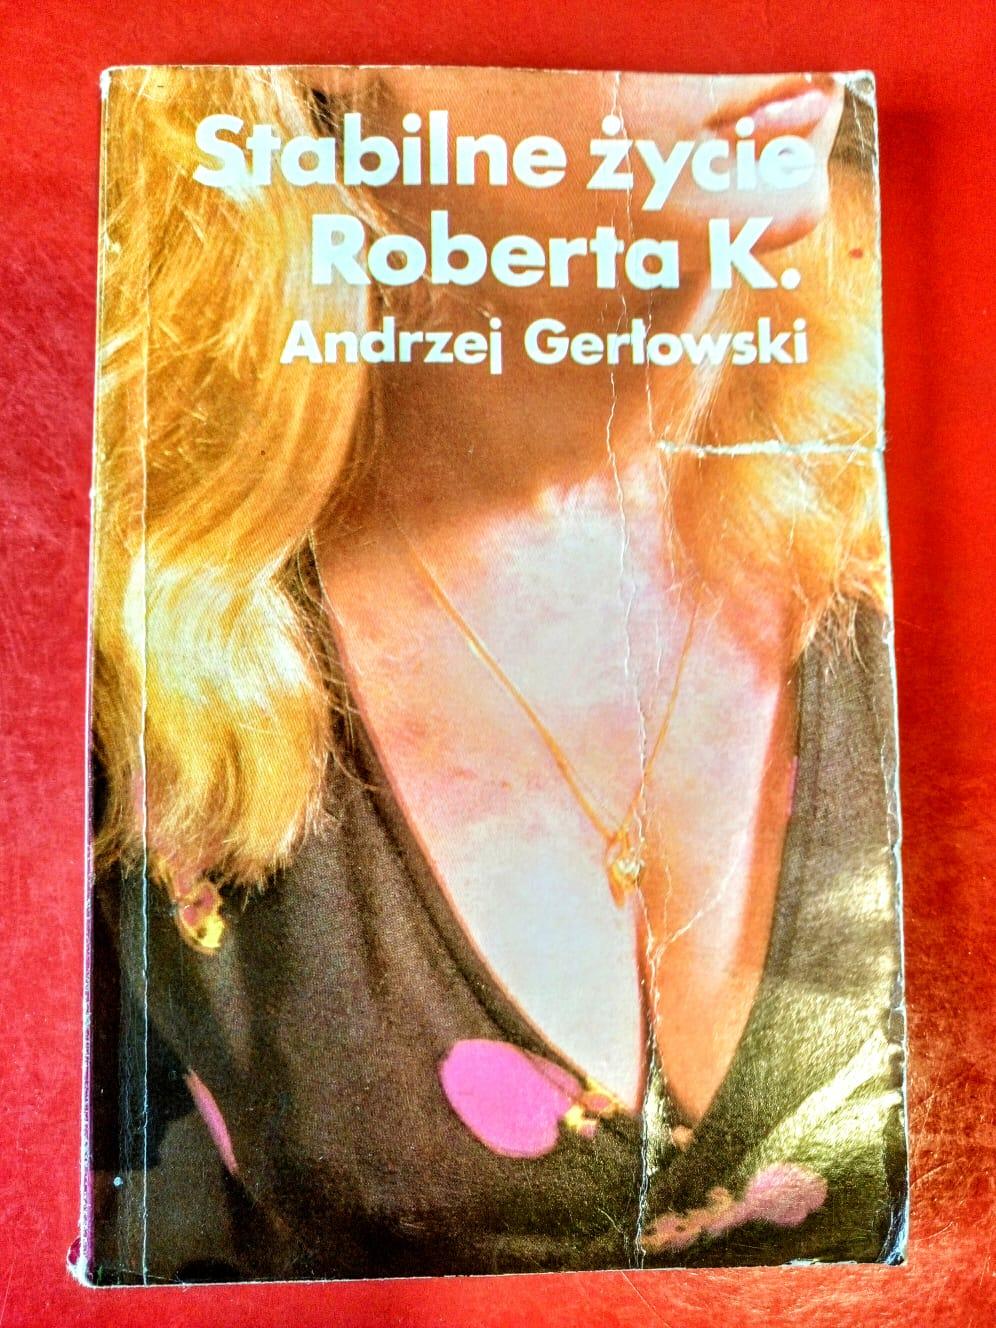 Stabilne życie
Roberta K.
Andrzej Gerłowski